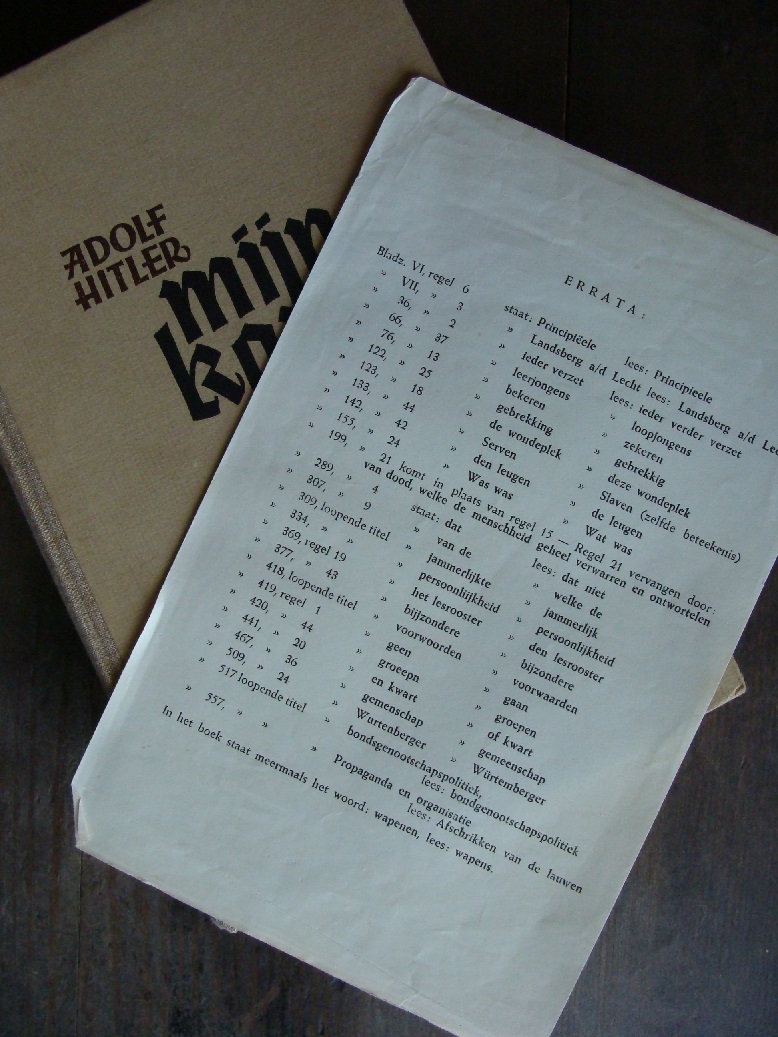 ADOLF
HITLER
mijn
ERRATA:
Bladz. VI, regel 6 staat: Principiëele lees: Principieele
» VII, » 3 » Landsberg a/d Lecht lees: Landsberg a/d Lec
» 36, » 2 » ieder verzet lees: ieder verder verzet
» 66, » 37 » leerjongens » loopjongens
» 76, » 13 » bekeren » zekeren
» 122, » 25 » gebrekking » gebrekkig
» 123, » 18 » de wondeplek » deze wondeplek
» 133, » 44 » Serven » Slaven (zelfde beteekenis)
» 142, » 42 » den leugen » de leugen
» 155, » 24 » Was was » Wat was
» 199, » 21 komt in plaats van regel 15 — Regel 21 vervangen door:
van dood, welke de menschheid geheel verwarren en ontwortelen
» 289, » 4 staat: dat lees: dat niet
» 307, » 9 » van de » welke de
» 309, loopende titel » jammerlijkte » jammerlijk
» 334, » » » persoonlijkheid » persoonlijkheid
» 369, regel 19 » het lesrooster » den lesrooster
» 377, » 43 » bijzondere » bijzondere
» 418, loopende titel » voorwoorden » voorwaarden
» 419, regel 1 » geen » gaan
» 420, » 44 » groeepn » groepen
» 441, » 20 » en kwart » of kwart
» 467, » 36 » gemenschap » gemeenschap
» 509, » 24 » Wurtenberger » Würtemberger
» 517 loopende titel » bondsgenootschapspolitiek,
lees: bondgenootschapspolitiek
» 557, » » » Propaganda en organisatie
lees: Afschrikken van de lauwen
In het boek staat meermaals het woord: wapenen, lees: wapens.